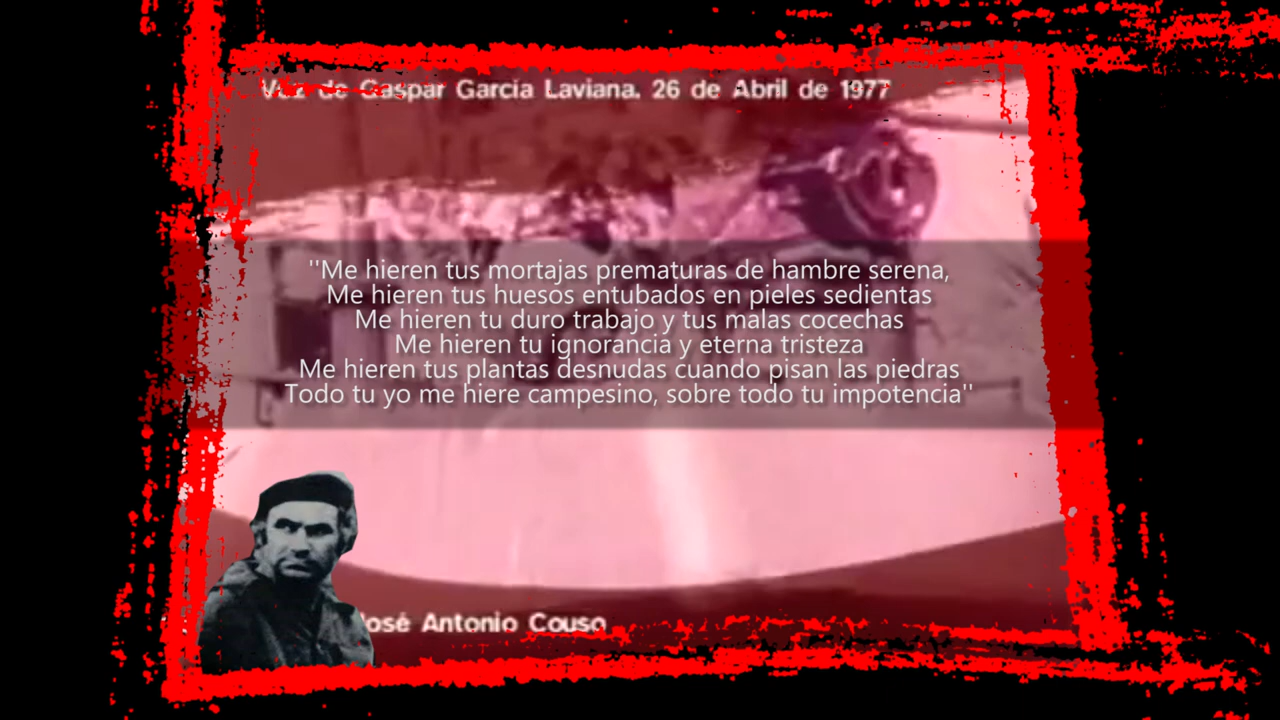 Voz de Gaspar García Laviana. 26 de Abril de 1977
''Me hieren tus mortajas prematuras de hambre serena,
Me hieren tus huesos entubados en pieles sedientas
Me hieren tu duro trabajo y tus malas cocechas
Me hieren tu ignorancia y eterna tristeza
Me hieren tus plantas desnudas cuando pisan las piedras
Todo tu yo me hiere campesino, sobre todo tu impotencia''
José Antonio Couso